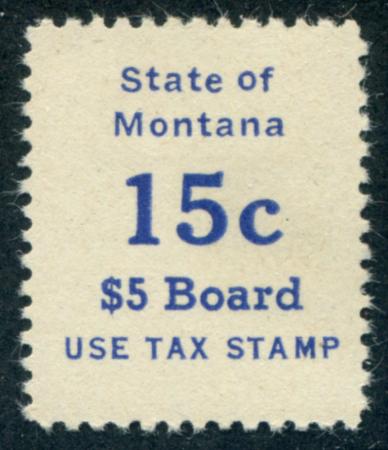 State of
Montana
15c
$5 Board
USE TAX STAMP